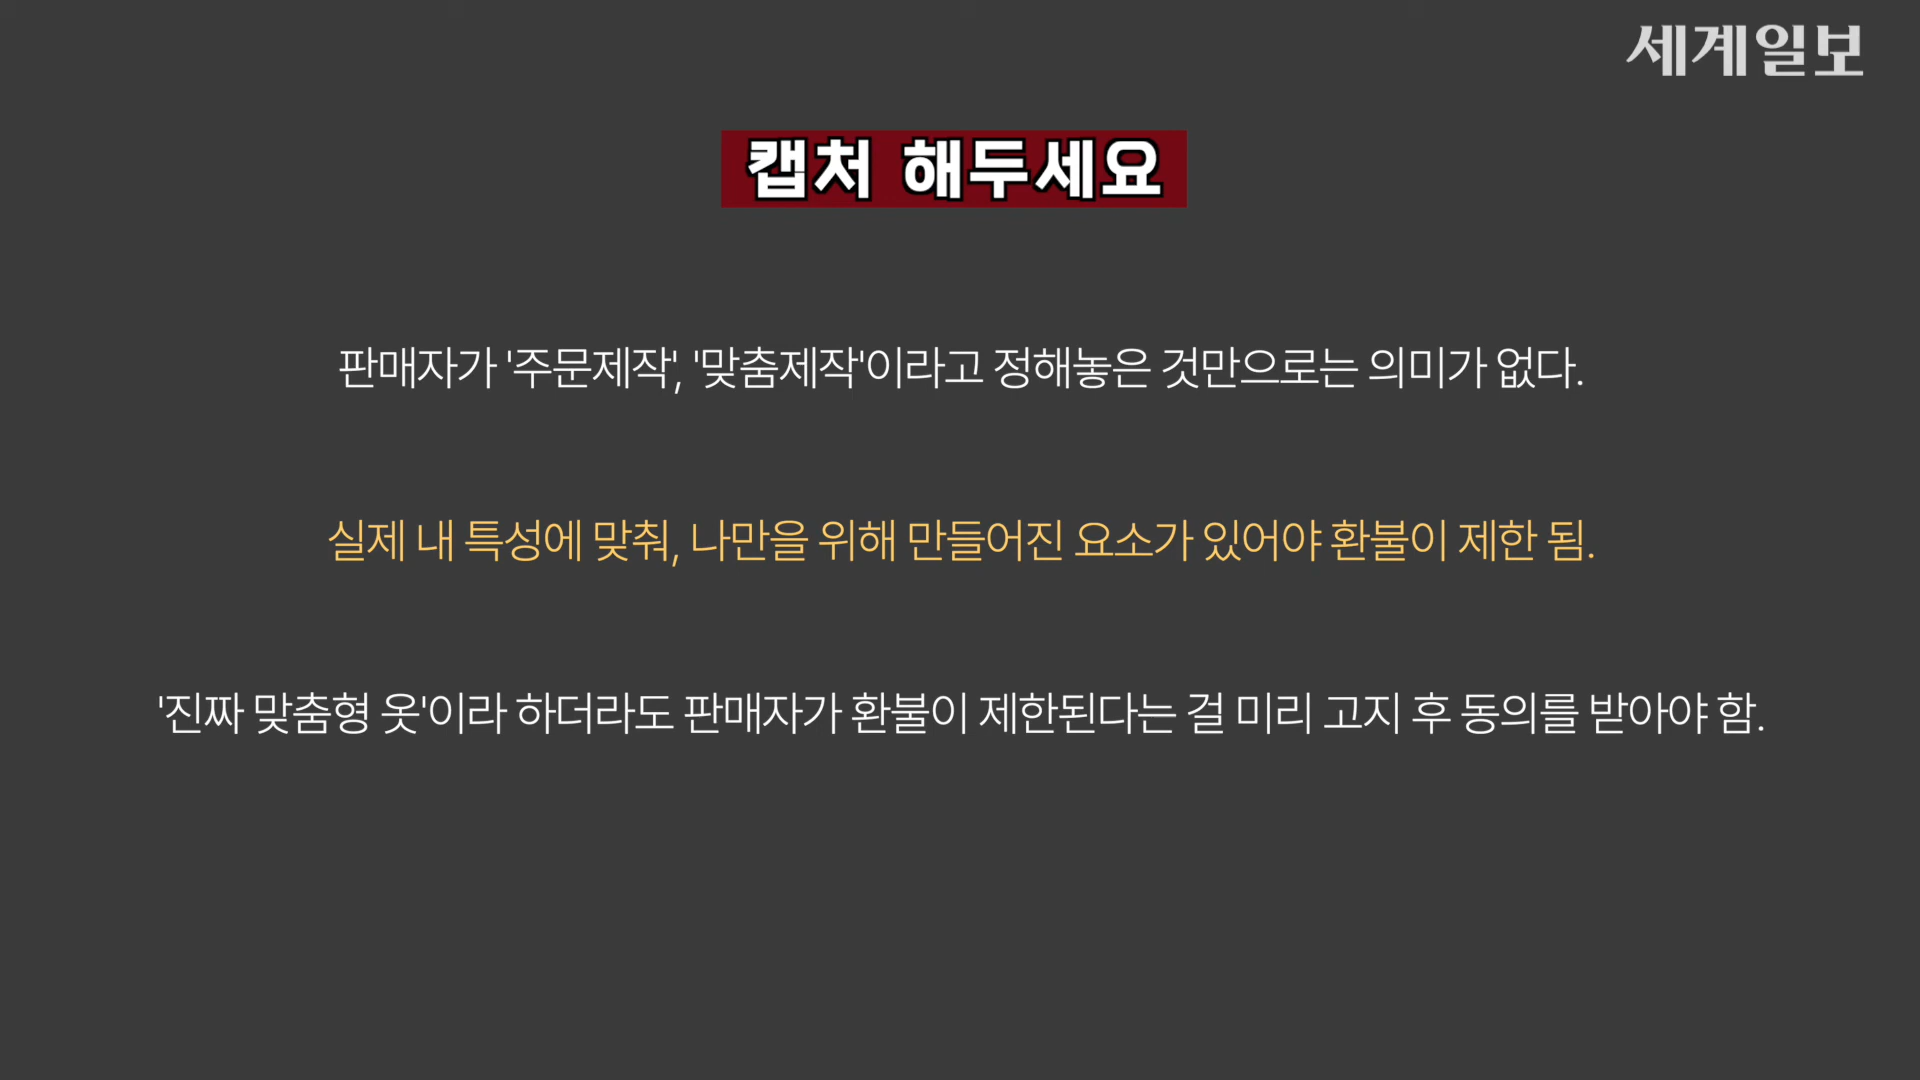 세계일보
캡처 해두세요
판매자가 '주문제작', '맞춤제작'이라고 정해놓은 것만으로는 의미가 없다.
실제 내 특성에 맞춰, 나만을 위해 만들어진 요소가 있어야 환불이 제한 됨.
'진짜 맞춤형 옷'이라 하더라도 판매자가 환불이 제한된다는 걸 미리 고지 후 동의를 받아야 함.